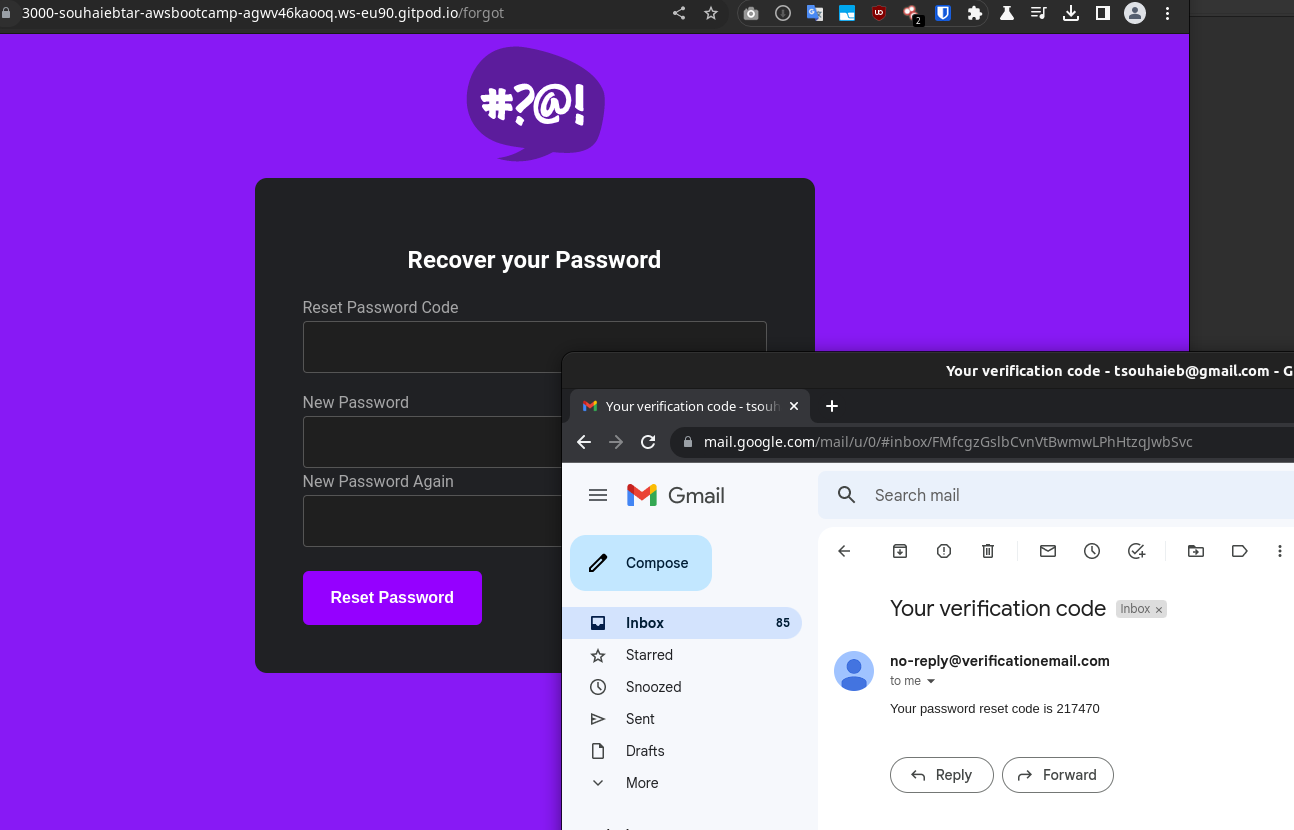 3000-souhaiebtar-awsbootcamp-agwv46kaooq.ws-eu90.gitpod.io/forgot
2
#?@!
Recover your Password
Reset Password Code
New Password
New Password Again
Reset Password
Your verification code - tsouhaieb@gmail.com - G
Your verification code - tsouh
mail.google.com/mail/u/0/#inbox/FMfcgzGslbCvnVtBwmwLPhHtzqJwbSvc
Gmail
Search mail
Compose
Inbox 85
Starred
Snoozed
Sent
Drafts
More
Your verification code Inbox ×
no-reply@verificationemail.com
to me
Your password reset code is 217470
Reply
Forward